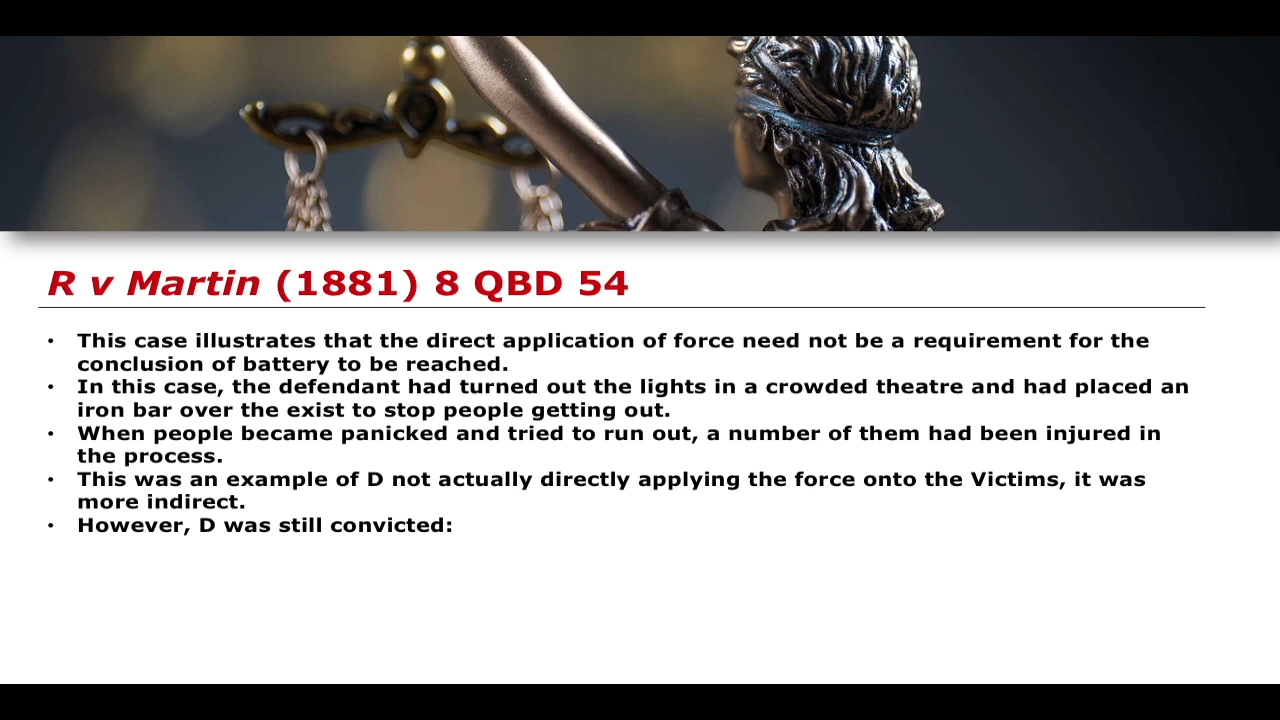 R v Martin (1881) 8 QBD 54
• This case illustrates that the direct application of force need not be a requirement for the
conclusion of battery to be reached.
• In this case, the defendant had turned out the lights in a crowded theatre and had placed an
iron bar over the exist to stop people getting out.
• When people became panicked and tried to run out, a number of them had been injured in
the process.
• This was an example of D not actually directly applying the force onto the Victims, it was
more indirect.
• However, D was still convicted: